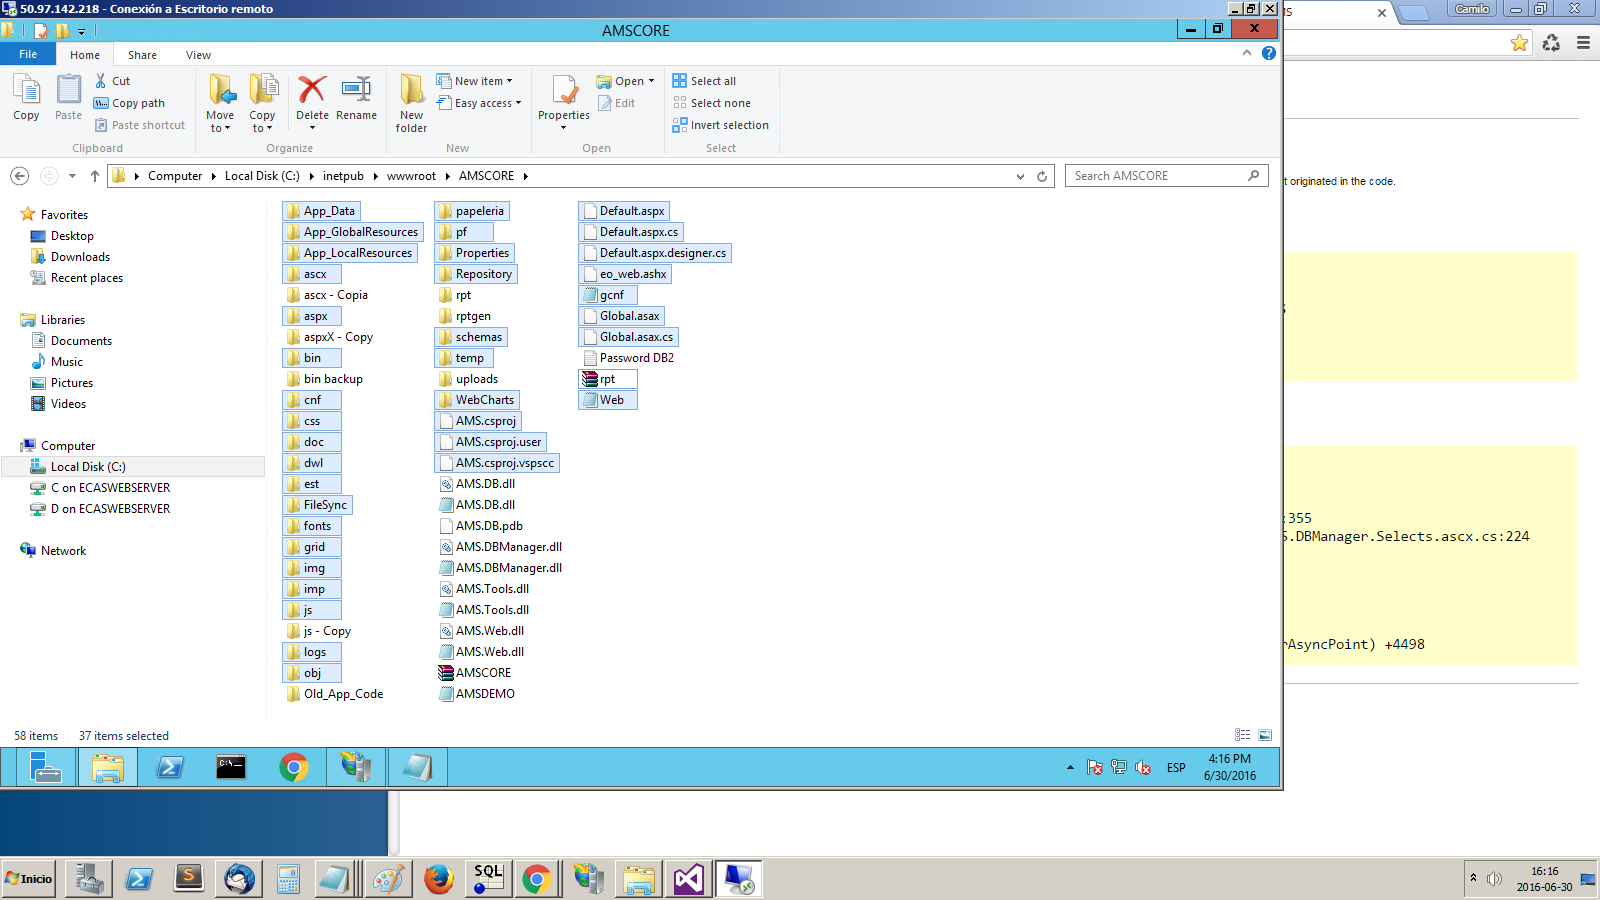 50.97.142.218 - Conexión a Escritorio remoto
AMSCORE
Camilo
File
Home
Share
View
Copy
Paste
Cut
Copy path
Paste shortcut
Clipboard
Move to
Copy to
Delete
Rename
Organize
New folder
New item
Easy access
New
Properties
Open
Edit
Open
Select all
Select none
Invert selection
Select
Computer
Local Disk (C:)
inetpub
wwwroot
AMSCORE
Search AMSCORE
Favorites
Desktop
Downloads
Recent places
Libraries
Documents
Music
Pictures
Videos
Computer
Local Disk (C:)
C on ECASWEBSERVER
D on ECASWEBSERVER
Network
App_Data
App_GlobalResources
App_LocalResources
ascx
ascx - Copia
aspx
aspxX - Copy
bin
bin backup
cnf
css
doc
dwl
est
FileSync
fonts
grid
img
imp
js
js - Copy
logs
obj
Old_App_Code
papeleria
pf
Properties
Repository
rpt
rptgen
schemas
temp
uploads
WebCharts
AMS.csproj
AMS.csproj.user
AMS.csproj.vspscc
AMS.DB.dll
AMS.DB.dll
AMS.DB.pdb
AMS.DBManager.dll
AMS.DBManager.dll
AMS.Tools.dll
AMS.Tools.dll
AMS.Web.dll
AMS.Web.dll
AMSCORE
AMSDEMO
Default.aspx
Default.aspx.cs
Default.aspx.designer.cs
eo_web.ashx
gcnf
Global.asax
Global.asax.cs
Password DB2
rpt
Web
58 items
37 items selected
originated in the code.
:355
.DBManager.Selects.ascx.cs:224
AsyncPoint) +4498
ESP
4:16 PM
6/30/2016
Inicio
SQL
16:16
2016-06-30